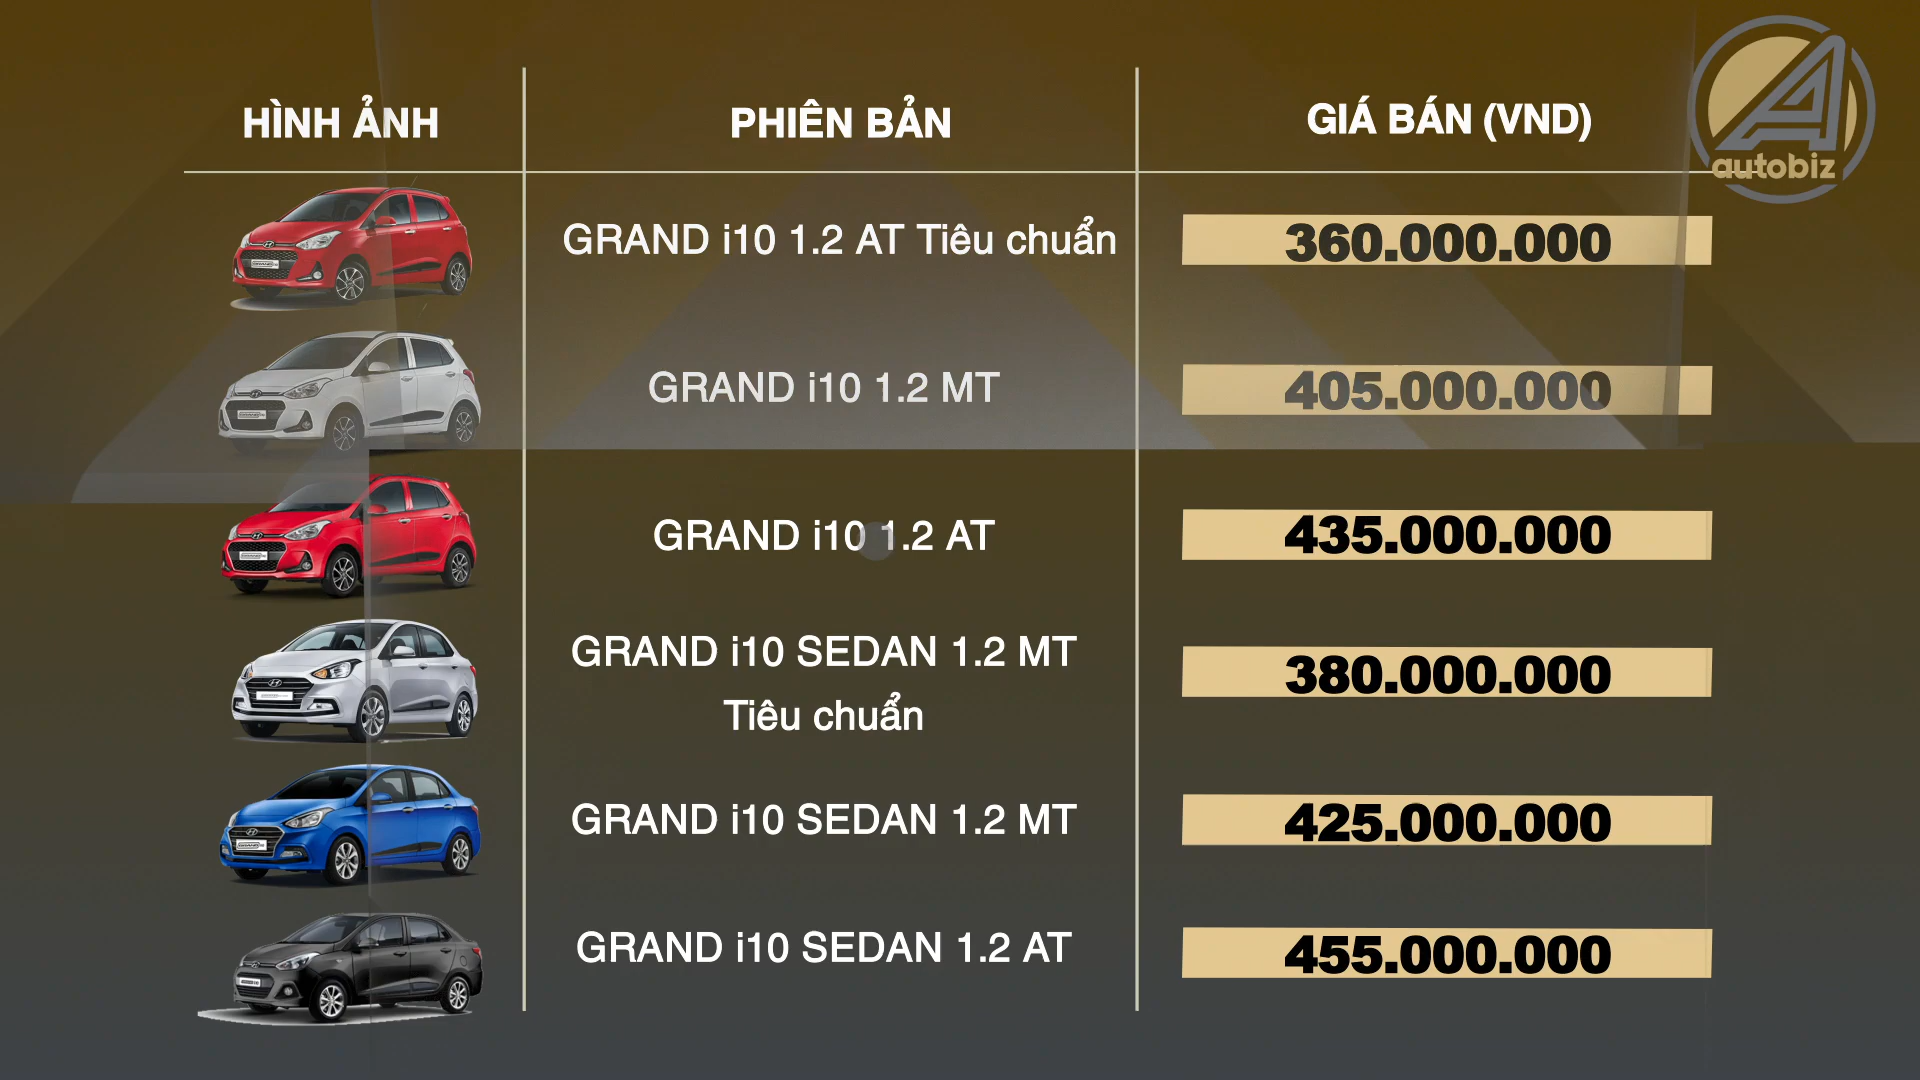 HÌNH ẢNH
PHIÊN BẢN
GIÁ BÁN (VND)
autobiz
GRAND i10 1.2 AT Tiêu chuẩn
360.000.000
GRAND i10 1.2 MT
405.000.000
GRAND i10 1.2 AT
435.000.000
GRAND i10 SEDAN 1.2 MT
Tiêu chuẩn
380.000.000
GRAND i10 SEDAN 1.2 MT
425.000.000
GRAND i10 SEDAN 1.2 AT
455.000.000